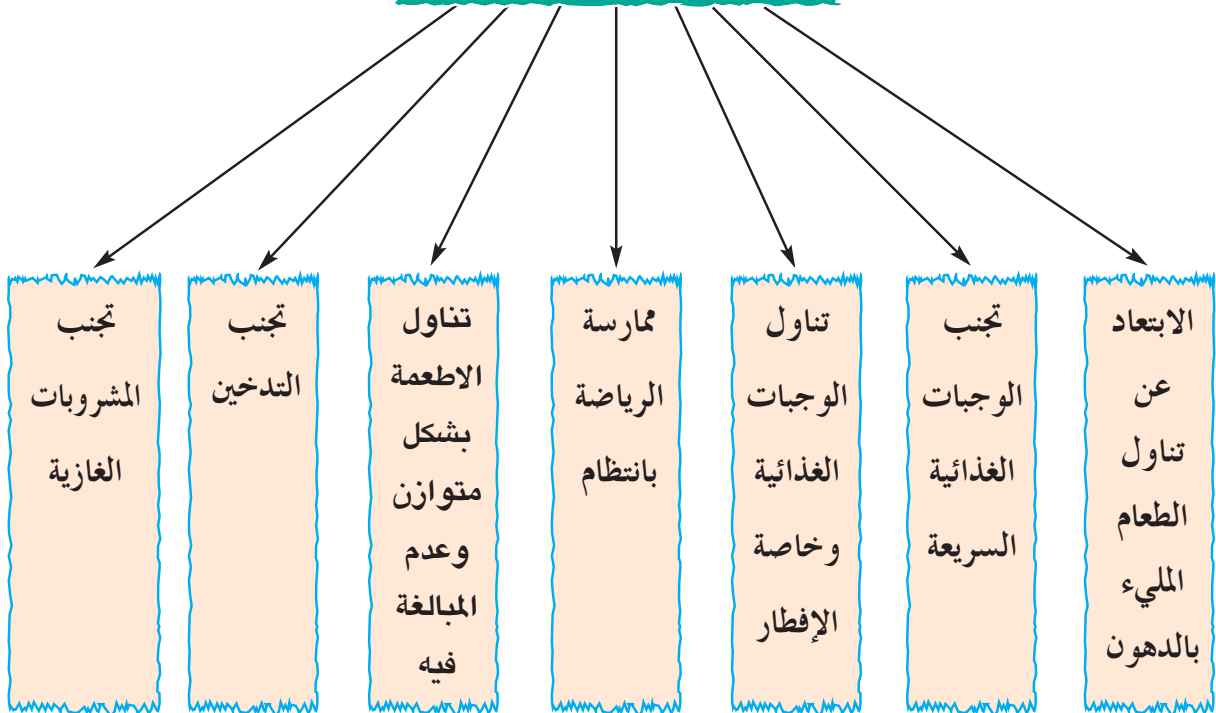 الابتعاد
عن
تناول
الطعام
المليء
بالدهون
تجنب
الوجبات
الغذائية
السريعة
تناول
الوجبات
الغذائية
وخاصة
الإفطار
ممارسة
الرياضة
بانتظام
تناول
الاطعمة
بشكل
متوازن
وعدم
المبالغة
فيه
تجنب
التدخين
تجنب
المشروبات
الغازية